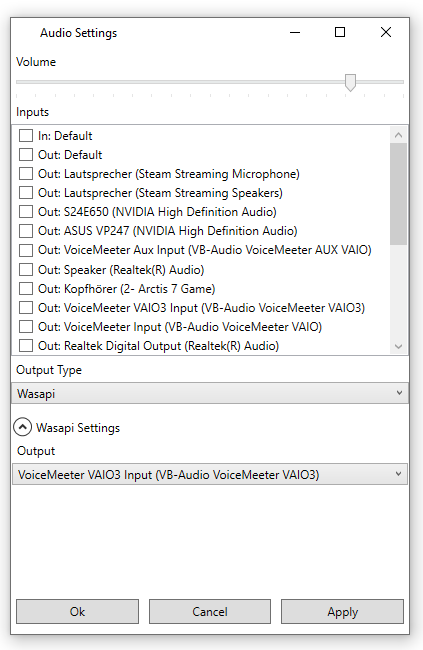 Audio Settings
Volume
Inputs
In: Default
Out: Default
Out: Lautsprecher (Steam Streaming Microphone)
Out: Lautsprecher (Steam Streaming Speakers)
Out: S24E650 (NVIDIA High Definition Audio)
Out: ASUS VP247 (NVIDIA High Definition Audio)
Out: VoiceMeeter Aux Input (VB-Audio VoiceMeeter AUX VAIO)
Out: Speaker (Realtek(R) Audio)
Out: Kopfhörer (2- Arctis 7 Game)
Out: VoiceMeeter VAIO3 Input (VB-Audio VoiceMeeter VAIO3)
Out: VoiceMeeter Input (VB-Audio VoiceMeeter VAIO)
Out: Realtek Digital Output (Realtek(R) Audio)
Output Type
Wasapi
Wasapi Settings
Output
VoiceMeeter VAIO3 Input (VB-Audio VoiceMeeter VAIO3)
Ok
Cancel
Apply